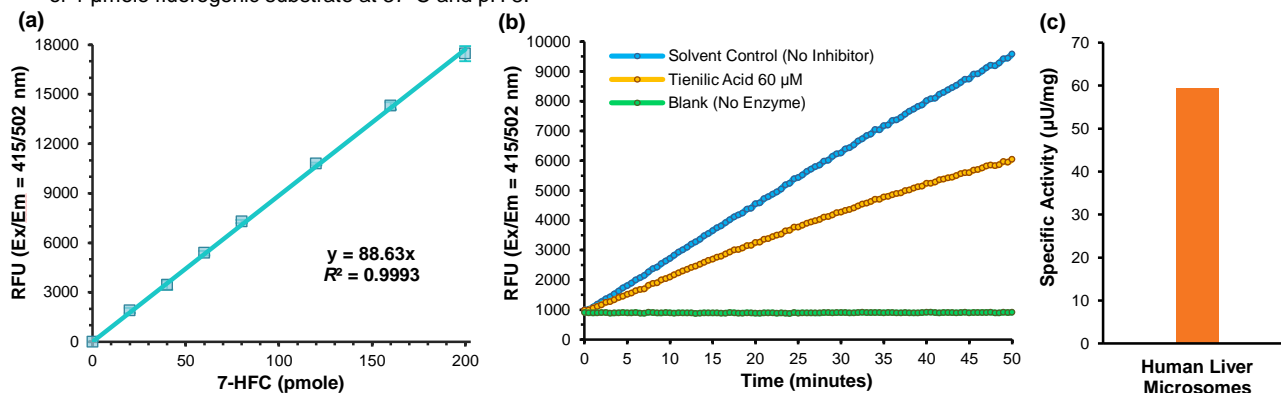 (a)
18000
15000
12000
9000
6000
3000
0
0
50
100
150
200
RFU (Ex/Em = 415/502 nm)
7-HFC (pmole)
y = 88.63x
R² = 0.9993
(b)
10000
9000
8000
7000
6000
5000
4000
3000
2000
1000
0
0
5
10
15
20
25
30
35
40
45
50
RFU (Ex/Em = 415/502 nm)
Time (minutes)
Solvent Control (No Inhibitor)
Tienilic Acid 60 µM
Blank (No Enzyme)
(c)
70
60
50
40
30
20
10
0
Specific Activity (µU/mg)
Human Liver
Microsomes